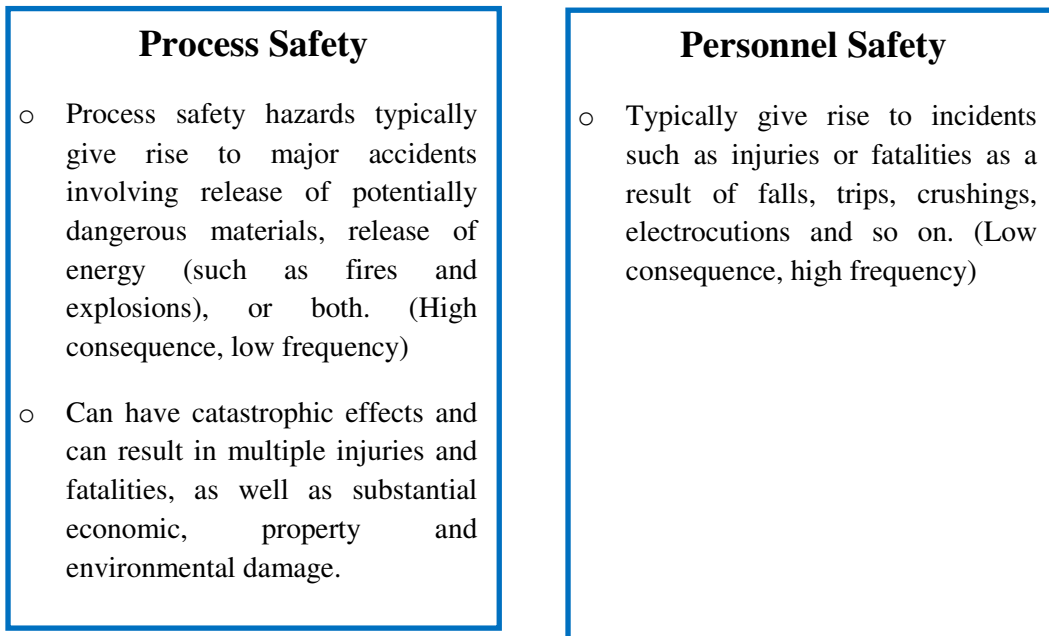 Process Safety
o Process safety hazards typically
give rise to major accidents
involving release of potentially
dangerous materials, release of
energy (such as fires and
explosions), or both. (High
consequence, low frequency)
o Can have catastrophic effects and
can result in multiple injuries and
fatalities, as well as substantial
economic, property and
environmental damage.
Personnel Safety
o Typically give rise to incidents
such as injuries or fatalities as a
result of falls, trips, crushings,
electrocutions and so on. (Low
consequence, high frequency)